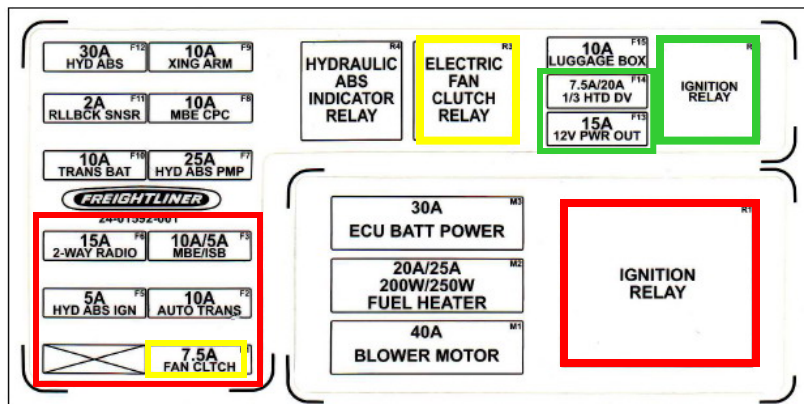 30A F12
HYD ABS
10A F9
XING ARM
2A F11
RLLBCK SNSR
10A F8
MBE CPC
10A F10
TRANS BAT
25A F7
HYD ABS PMP
FREIGHTLINER
24-01592-001
15A F6
2-WAY RADIO
10A/5A F3
MBE/ISB
5A F5
HYD ABS IGN
10A F2
AUTO TRANS
7.5A
FAN CLTCH
R4
HYDRAULIC
ABS
INDICATOR
RELAY
R3
ELECTRIC
FAN
CLUTCH
RELAY
10A F15
LUGGAGE BOX
7.5A/20A F14
1/3 HTD DV
15A F13
12V PWR OUT
R
IGNITION
RELAY
30A M3
ECU BATT POWER
20A/25A M2
200W/250W
FUEL HEATER
40A M1
BLOWER MOTOR
R1
IGNITION
RELAY